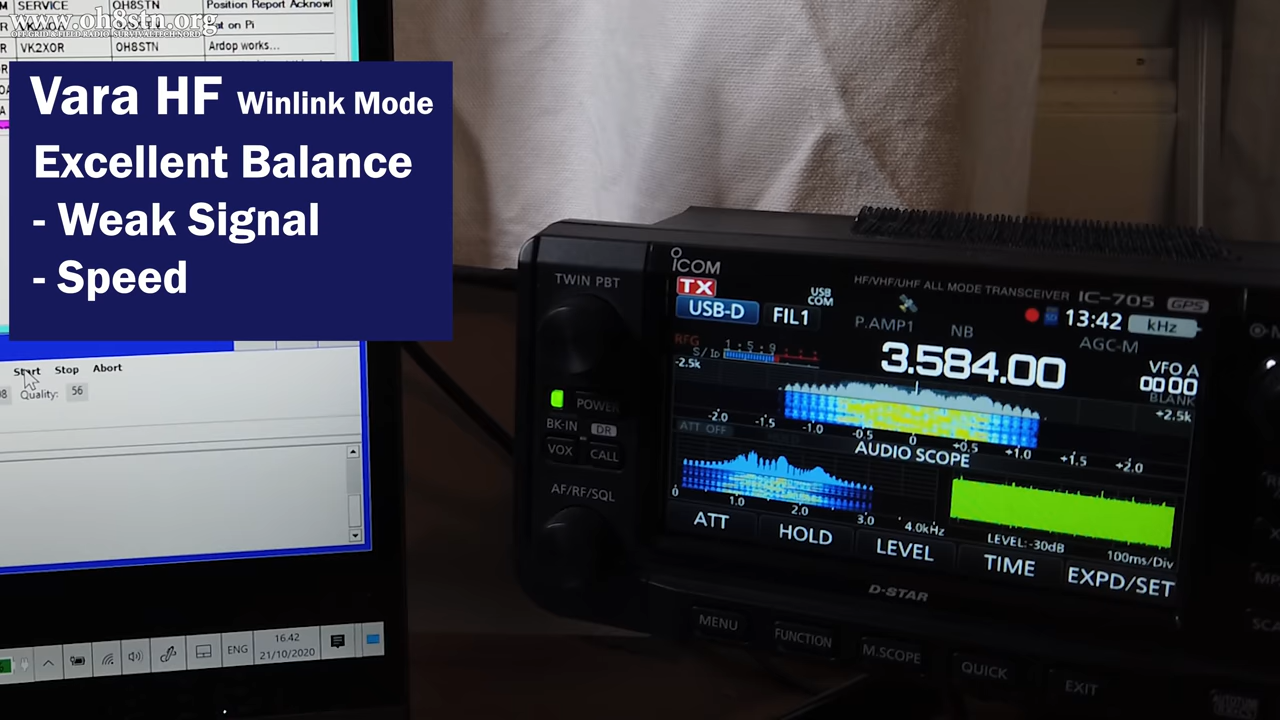 SERVICE OH8STN Position Report Acknowl
www.oh8stn.org
OFF GRID & FIELD RADIO, SURVIVALTECH NORD
on Pi
R VK2XOR OH8STN Ardop works...
Vara HF Winlink Mode
Excellent Balance
- Weak Signal
- Speed
Start Stop Abort
Quality: 56
ENG
16.42
21/10/2020
ICOM
HF/VHF/UHF ALL MODE TRANSCEIVER IC-705 GPS
TWIN PBT
TX
USB-D FIL1
USB
COM
P.AMP1 NB
13:42 kHz
AGC-M
RFG
S/
1 5 9
3.584.00
VFO A
00 00
BLANK
-2.5k
+2.5k
-2.0 -1.5 -1.0 -0.5 0 +0.5 +1.0 +1.5 +2.0
ATT OFF
AUDIO SCOPE
0 1.0 2.0 3.0 4.0kHz
LEVEL:-30dB 100ms/Div
ATT HOLD LEVEL TIME EXPD/SET
POWER
BK-IN DR
VOX CALL
AF/RF/SQL
D-STAR
MENU FUNCTION M.SCOPE QUICK EXIT